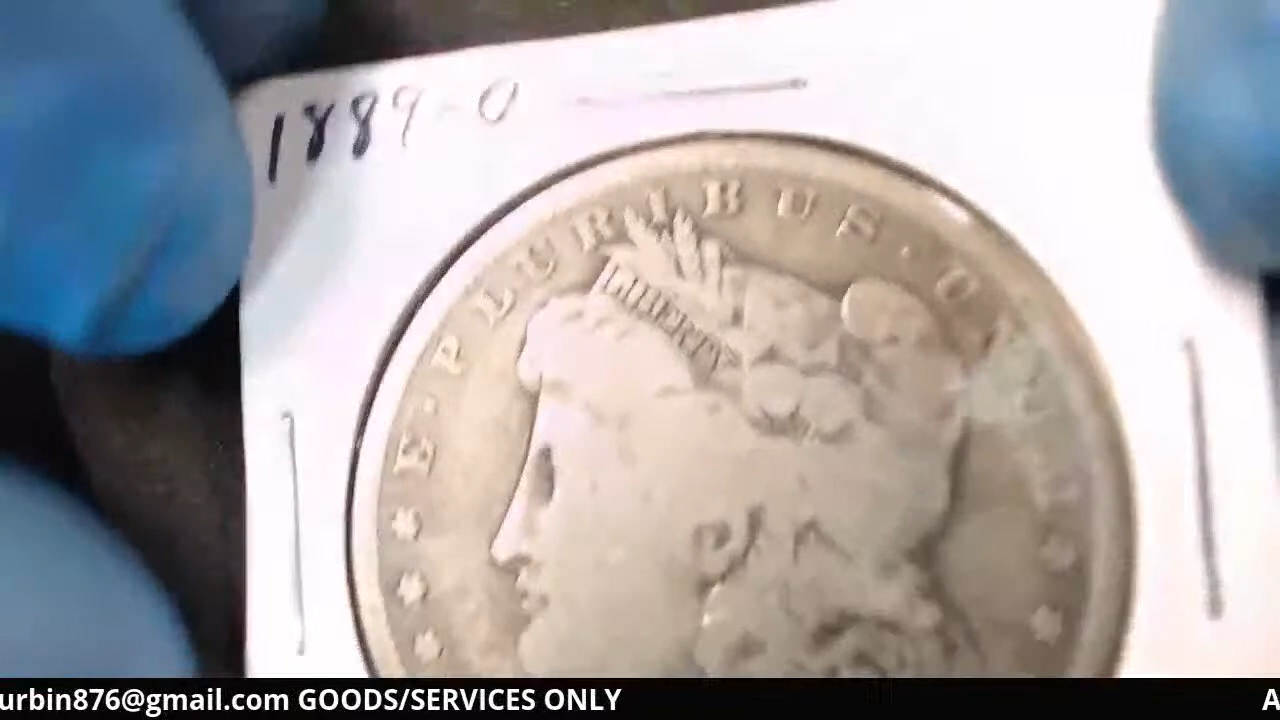 1889-O
E·PLURIBUS·U
LIBERTY
urbin876@gmail.com GOODS/SERVICES ONLY
A